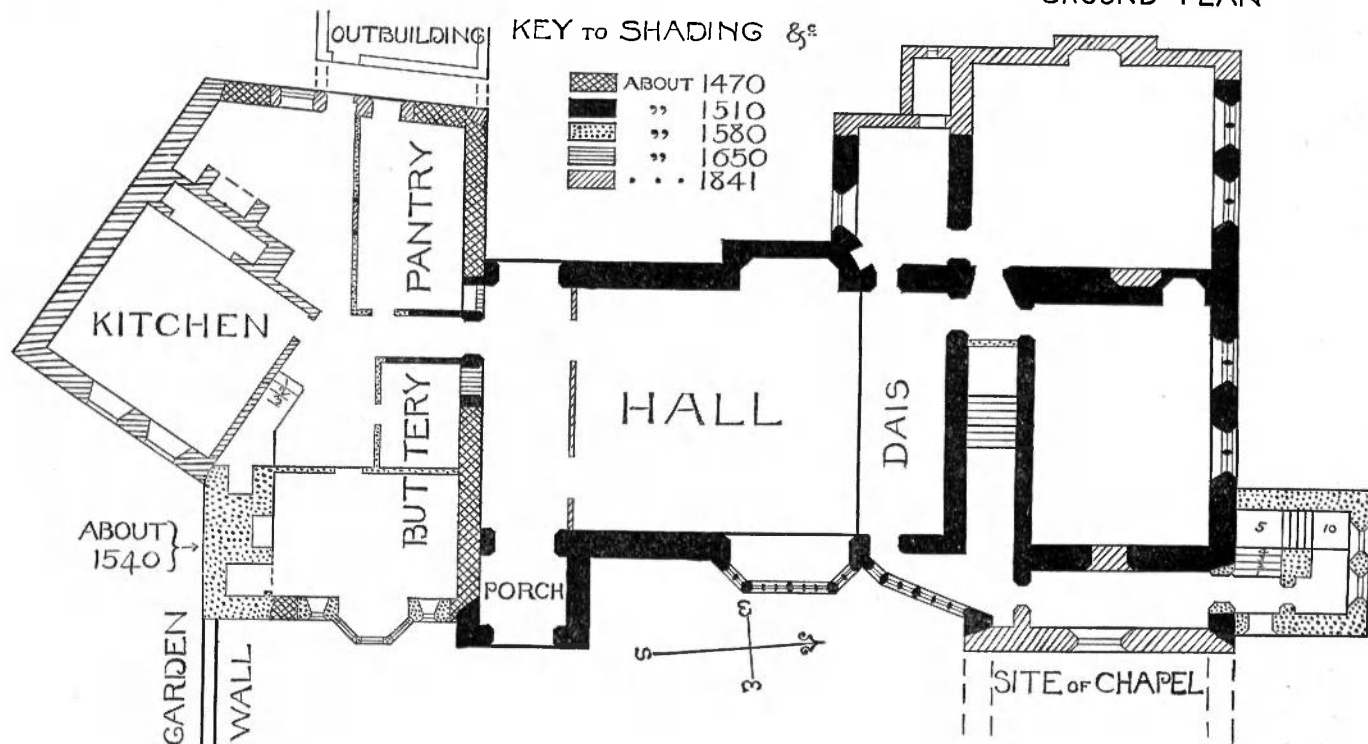 GROUND PLAN
KEY TO SHADING &c
OUTBUILDING
ABOUT 1470
" 1510
" 1580
" 1650
. . . 1841
PANTRY
KITCHEN
HALL
DAIS
BUTTERY
ABOUT
1540
PORCH
5
10
S
GARDEN
WALL
SITE OF CHAPEL